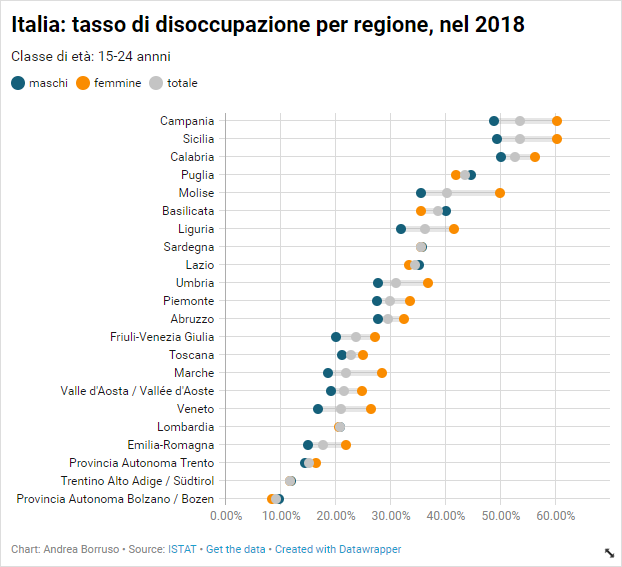 Italia: tasso di disoccupazione per regione, nel 2018
Classe di età: 15-24 annni
maschi femmine totale
Campania
Sicilia
Calabria
Puglia
Molise
Basilicata
Liguria
Sardegna
Lazio
Umbria
Piemonte
Abruzzo
Friuli-Venezia Giulia
Toscana
Marche
Valle d'Aosta / Vallée d'Aoste
Veneto
Lombardia
Emilia-Romagna
Provincia Autonoma Trento
Trentino Alto Adige / Südtirol
Provincia Autonoma Bolzano / Bozen
0.00% 10.00% 20.00% 30.00% 40.00% 50.00% 60.00%
Chart: Andrea Borruso • Source: ISTAT • Get the data • Created with Datawrapper